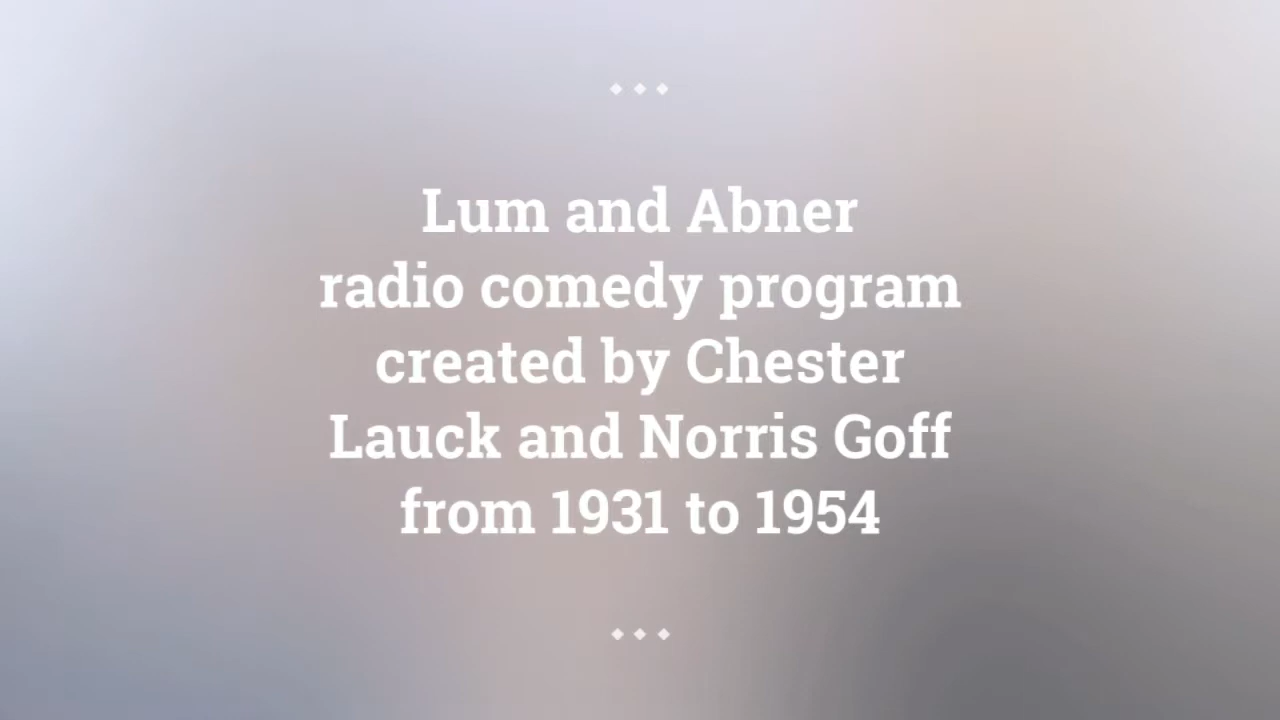 Lum and Abner
radio comedy program
created by Chester
Lauck and Norris Goff
from 1931 to 1954